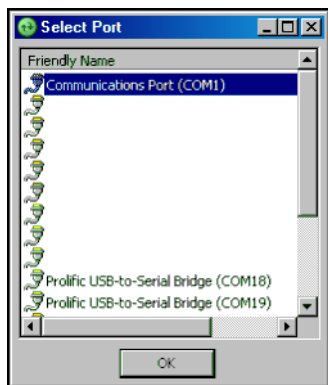 Select Port
Friendly Name
Communications Port (COM1)
Prolific USB-to-Serial Bridge (COM18)
Prolific USB-to-Serial Bridge (COM19)
OK